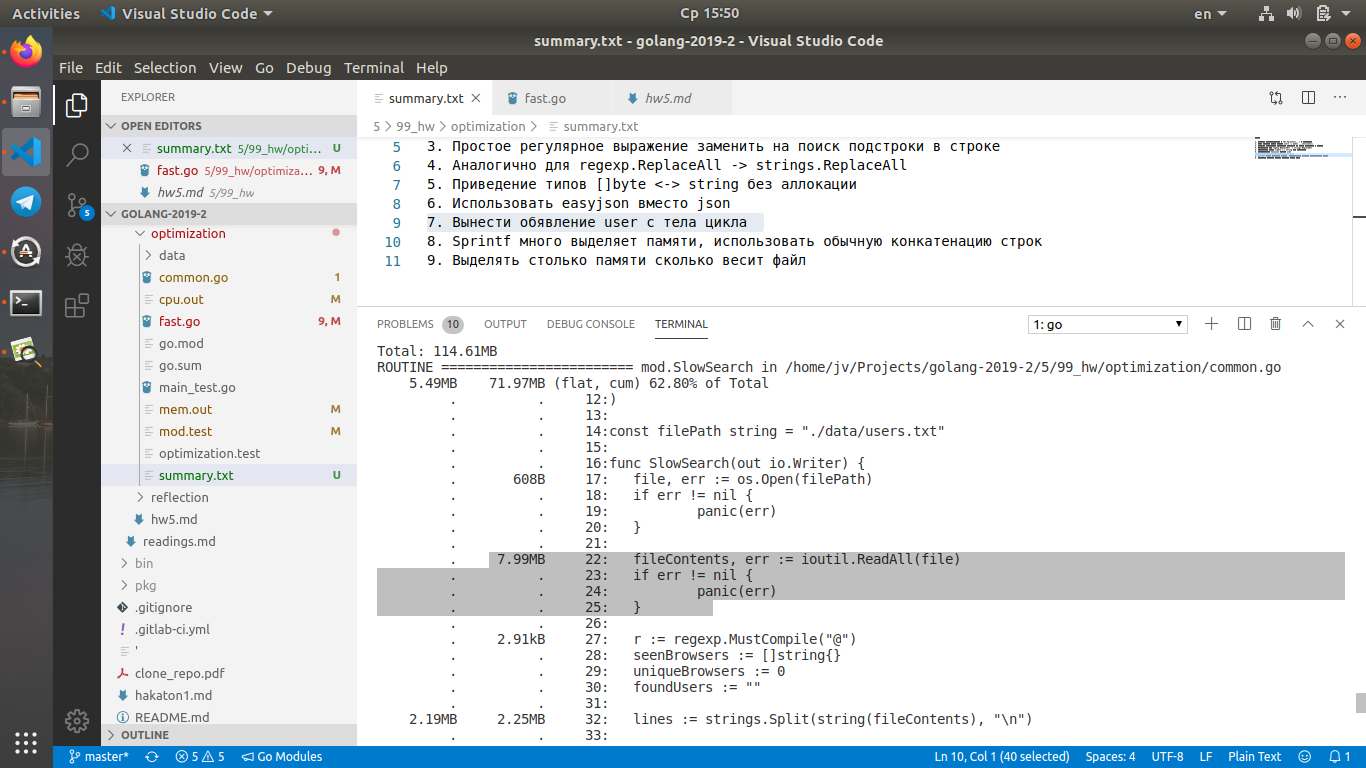 Activities Visual Studio Code Ср 15:50 en
summary.txt - golang-2019-2 - Visual Studio Code
File Edit Selection View Go Debug Terminal Help
EXPLORER
OPEN EDITORS
summary.txt 5/99_hw/opti... U
fast.go 5/99_hw/optimiza... 9, M
hw5.md 5/99_hw
GOLANG-2019-2
optimization
data
common.go 1
cpu.out M
fast.go 9, M
go.mod
go.sum
main_test.go
mem.out M
mod.test M
optimization.test
summary.txt U
reflection
hw5.md
readings.md
bin
pkg
.gitignore
.gitlab-ci.yml
'
clone_repo.pdf
hakaton1.md
README.md
OUTLINE
5
summary.txt fast.go hw5.md
5 > 99_hw > optimization > summary.txt
5 3. Простое регулярное выражение заменить на поиск подстроки в строке
6 4. Аналогично для regexp.ReplaceAll -> strings.ReplaceAll
7 5. Приведение типов []byte <-> string без аллокации
8 6. Использовать easyjson вместо json
9 7. Вынести обявление user с тела цикла
10 8. Sprintf много выделяет памяти, использовать обычную конкатенацию строк
11 9. Выделять столько памяти сколько весит файл
PROBLEMS 10 OUTPUT DEBUG CONSOLE TERMINAL 1: go
Total: 114.61MB
ROUTINE ======================== mod.SlowSearch in /home/jv/Projects/golang-2019-2/5/99_hw/optimization/common.go
5.49MB 71.97MB (flat, cum) 62.80% of Total
. . 12:)
. . 13:
. . 14:const filePath string = "./data/users.txt"
. . 15:
. . 16:func SlowSearch(out io.Writer) {
. 608B 17: file, err := os.Open(filePath)
. . 18: if err != nil {
. . 19: panic(err)
. . 20: }
. . 21:
. 7.99MB 22: fileContents, err := ioutil.ReadAll(file)
. . 23: if err != nil {
. . 24: panic(err)
. . 25: }
. . 26:
. 2.91kB 27: r := regexp.MustCompile("@")
. . 28: seenBrowsers := []string{}
. . 29: uniqueBrowsers := 0
. . 30: foundUsers := ""
. . 31:
2.19MB 2.25MB 32: lines := strings.Split(string(fileContents), "\n")
. . 33:
master* 5 5 Go Modules Ln 10, Col 1 (40 selected) Spaces: 4 UTF-8 LF Plain Text 1